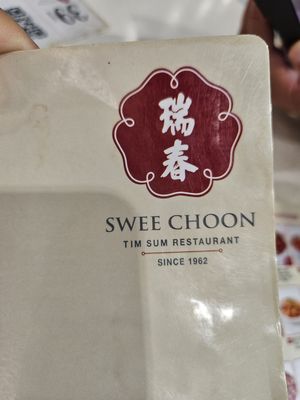 瑞
春
SWEE CHOON
TIM SUM RESTAURANT
SINCE 1962